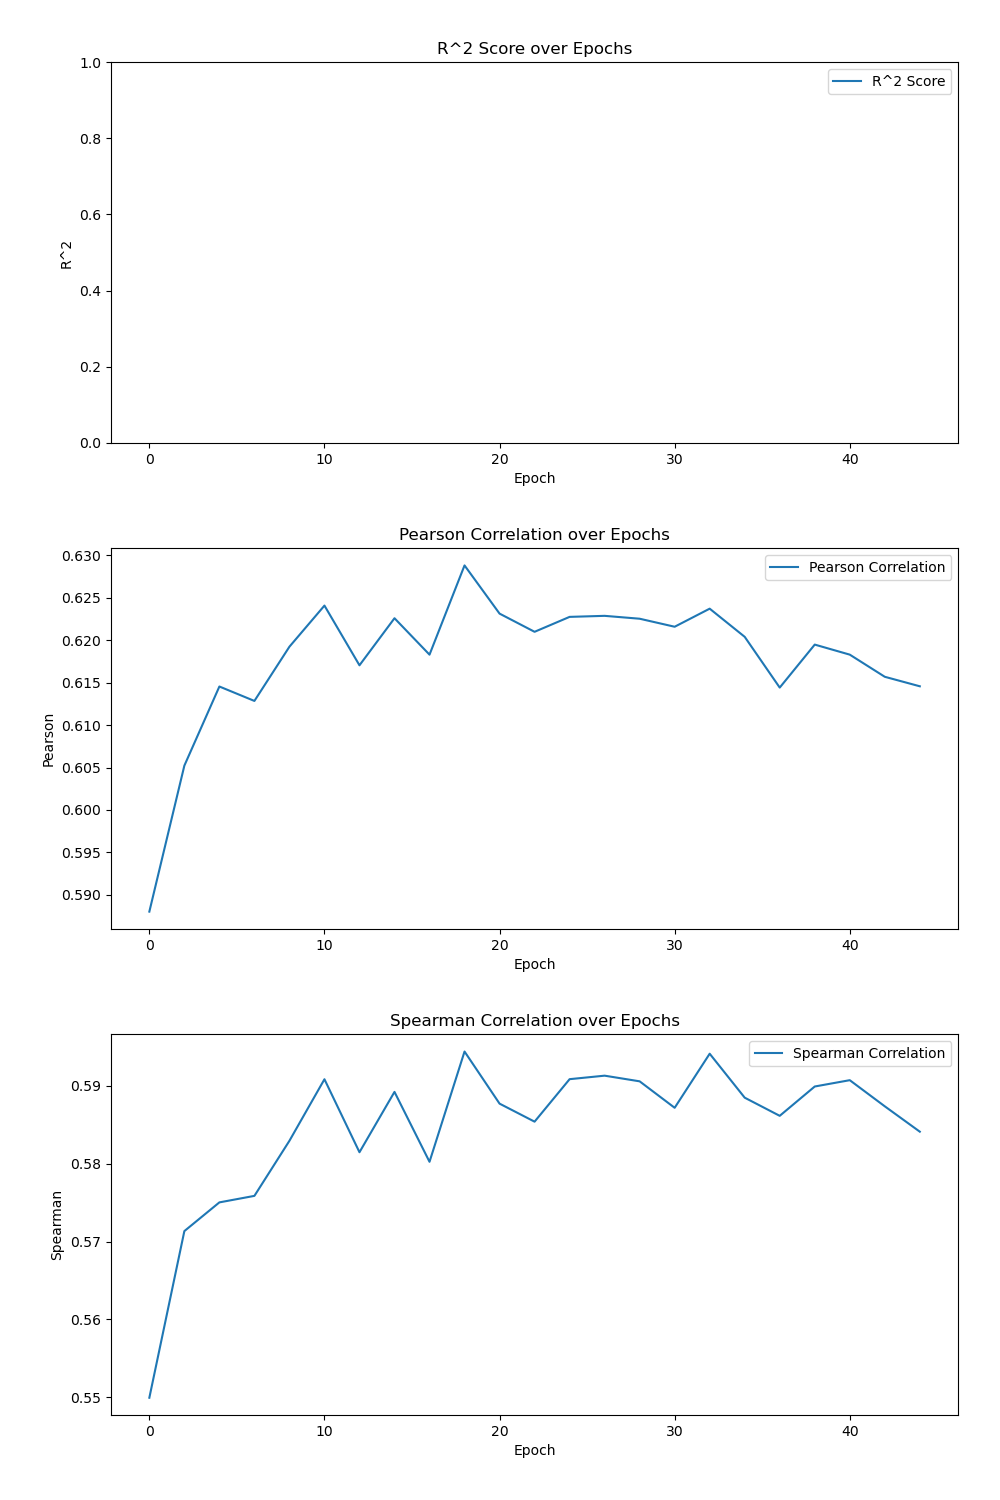 R^2 Score over Epochs
1.0
R^2 Score
0.8
0.6
R^2
0.4
0.2
0.0
0 10 20 30 40
Epoch
Pearson Correlation over Epochs
0.630
Pearson Correlation
0.625
0.620
0.615
0.610
Pearson
0.605
0.600
0.595
0.590
0 10 20 30 40
Epoch
Spearman Correlation over Epochs
Spearman Correlation
0.59
0.58
0.57
Spearman
0.56
0.55
0 10 20 30 40
Epoch